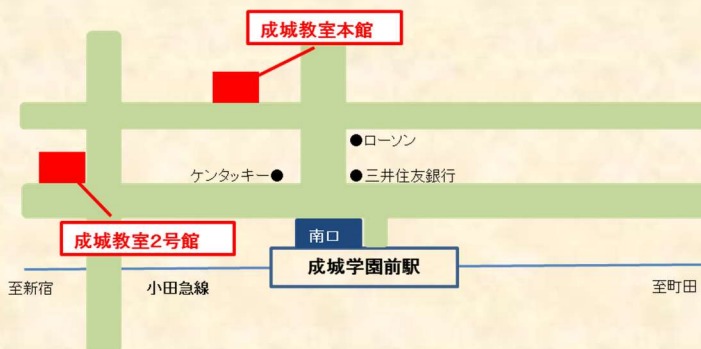 成城教室本館
●ローソン
ケンタッキー●
●三井住友銀行
成城教室2号館
南口
成城学園前駅
至新宿
小田急線
至町田